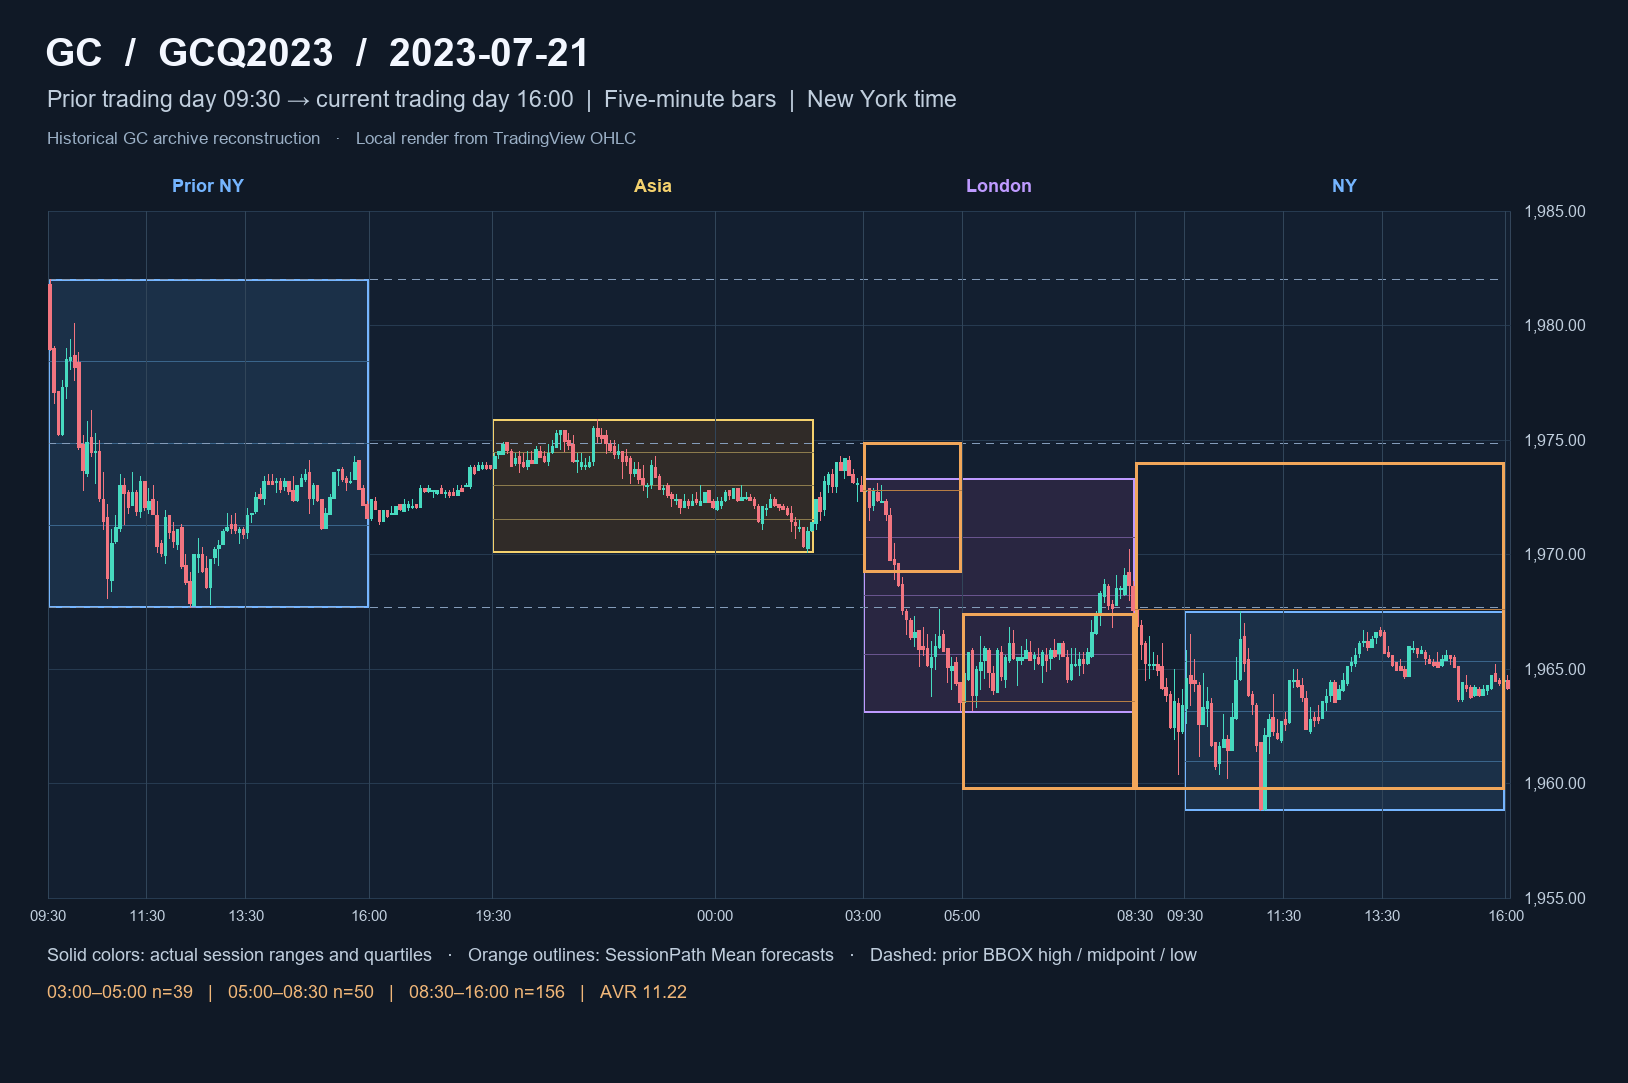 GC / GCQ2023 / 2023-07-21
Prior trading day 09:30 → current trading day 16:00 | Five-minute bars | New York time
Historical GC archive reconstruction · Local render from TradingView OHLC
Prior NY Asia London NY
1,985.00
1,980.00
1,975.00
1,970.00
1,965.00
1,960.00
1,955.00
09:30 11:30 13:30 16:00 19:30 00:00 03:00 05:00 08:30 09:30 11:30 13:30 16:00
Solid colors: actual session ranges and quartiles · Orange outlines: SessionPath Mean forecasts · Dashed: prior BBOX high / midpoint / low
03:00–05:00 n=39 | 05:00–08:30 n=50 | 08:30–16:00 n=156 | AVR 11.22